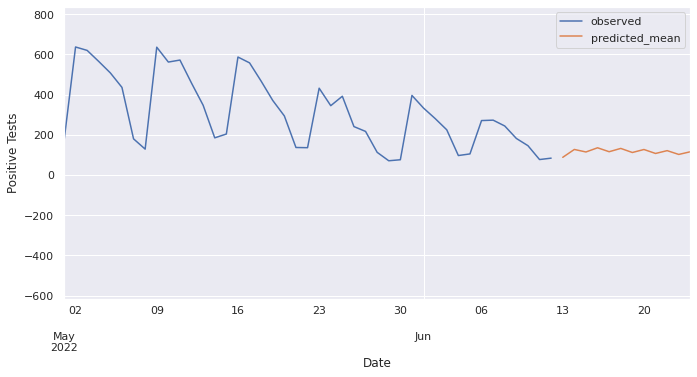 800
600
400
200
0
−200
−400
−600
Positive Tests
observed
predicted_mean
02 09 16 23 30 06 13 20
May Jun
2022
Date